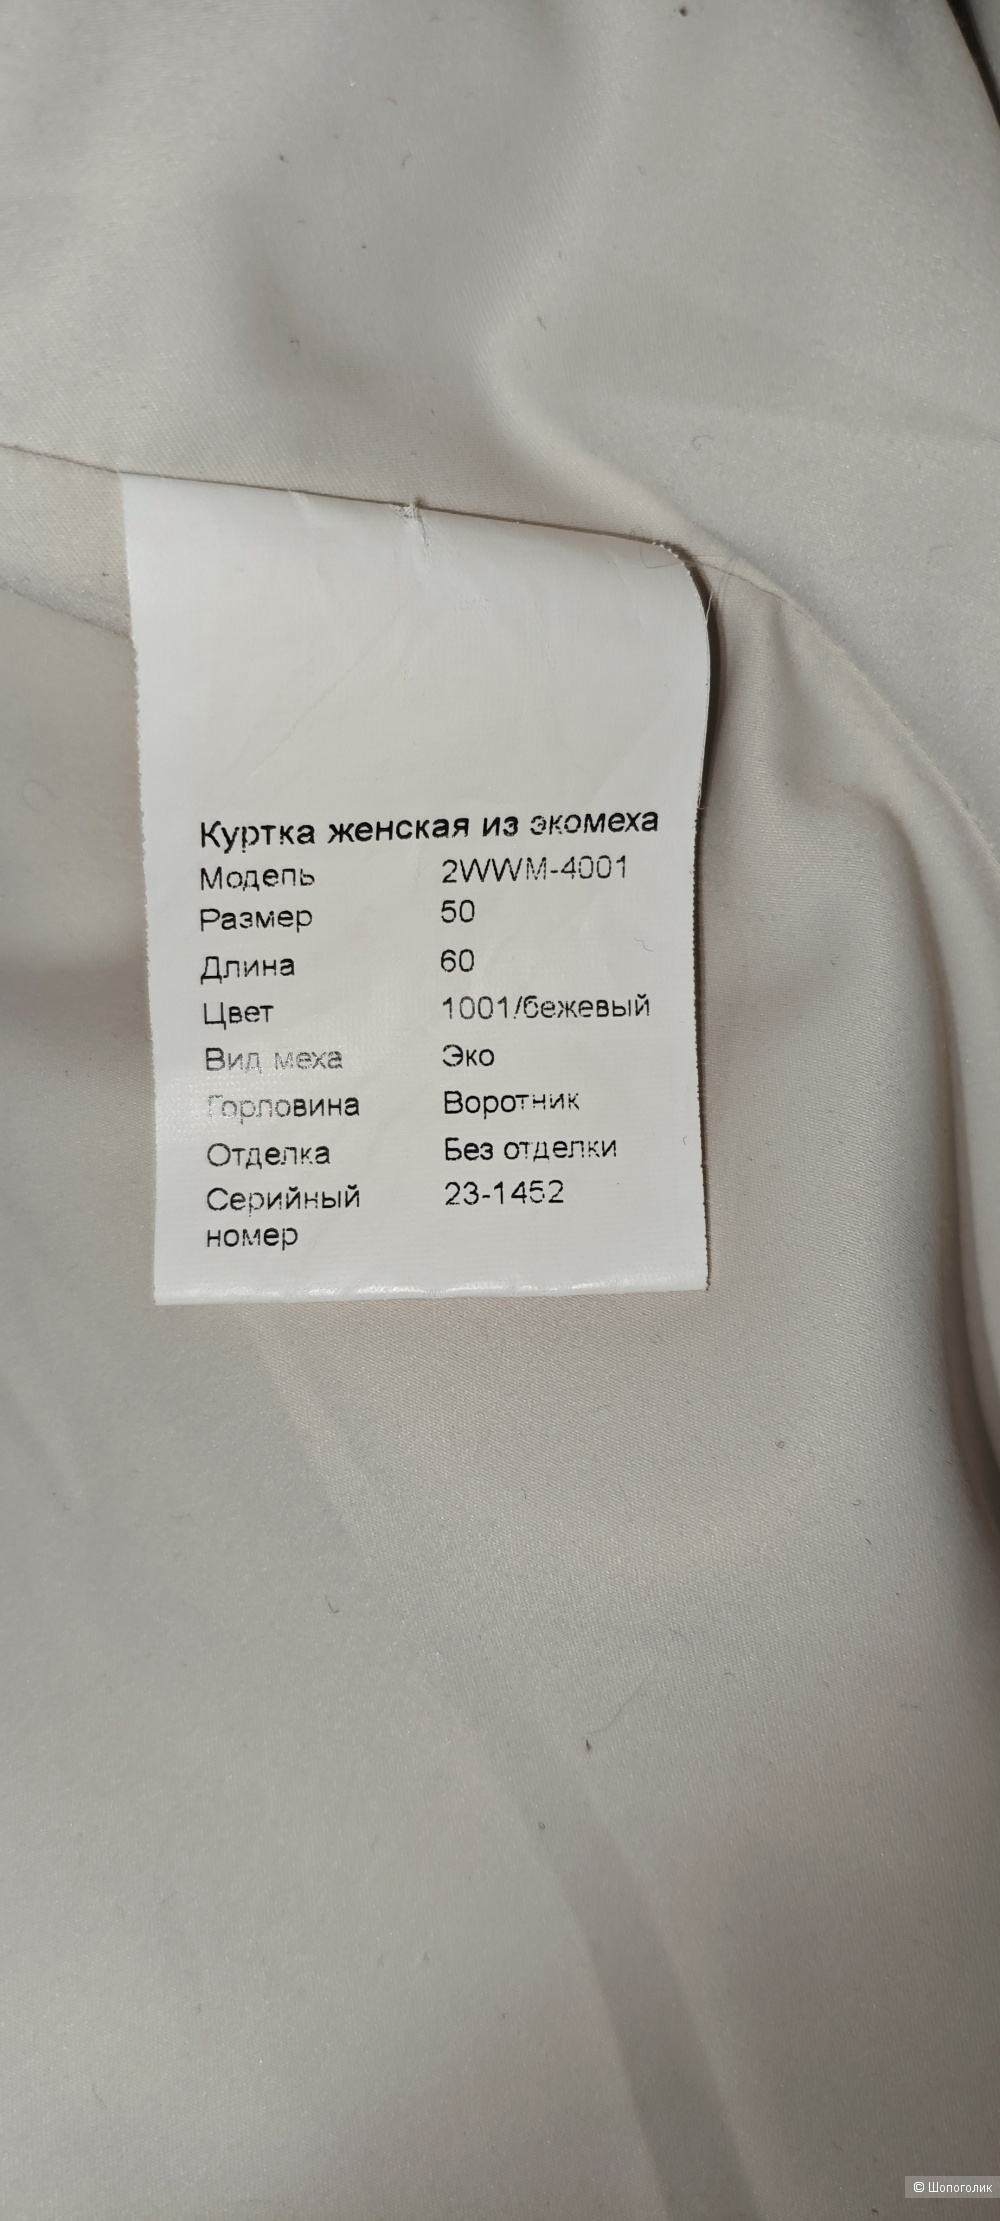 Куртка женская из экомеха
Модель 2WWM-4001
Размер 50
Длина 60
Цвет 1001/бежевый
Вид меха Эко
Горловина Воротник
Отделка Без отделки
Серийный 23-1452
номер
© Шопоголик